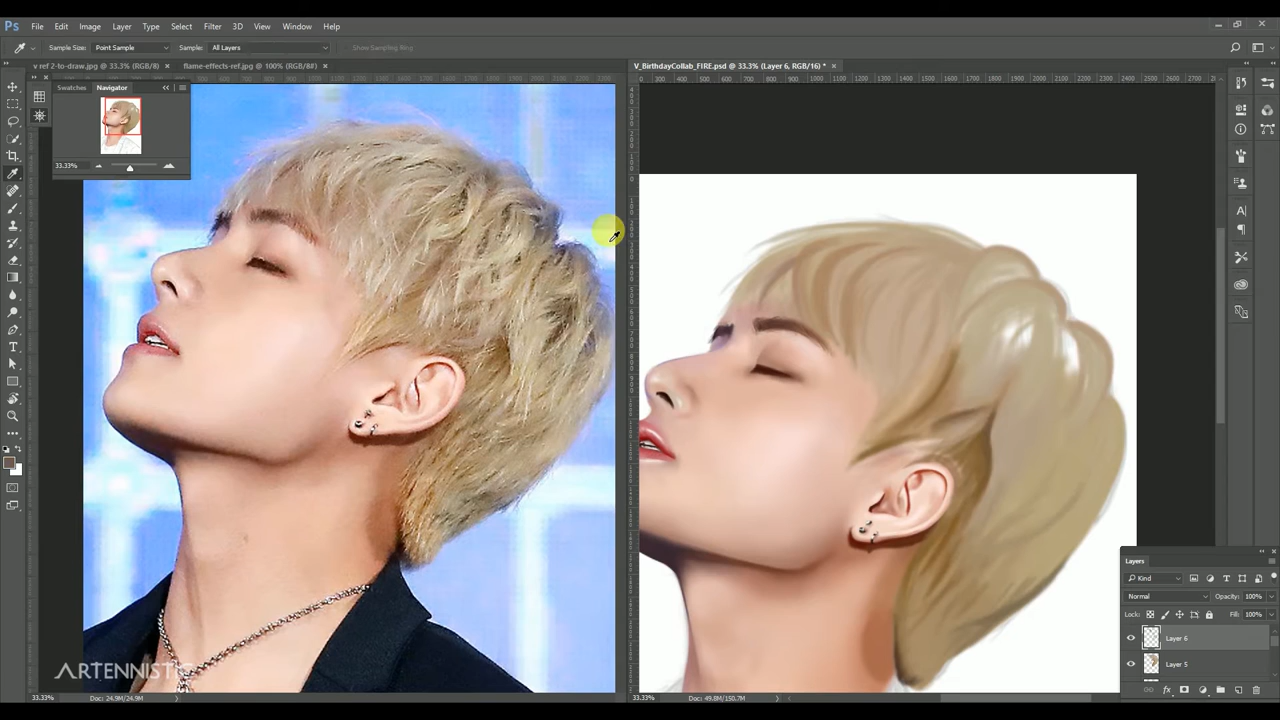 Ps File Edit Image Layer Type Select Filter 3D View Window Help
Sample Size: Point Sample Sample: All Layers Show Sampling Ring
v ref 2-to-draw.jpg @ 33.3% (RGB/8) × flame-effects-ref.jpg @ 100% (RGB/8#) × V_BirthdayCollab_FIRE.psd @ 33.3% (Layer 6, RGB/16) * ×
Swatches Navigator
33.33%
Layers
Kind
Normal Opacity: 100%
Lock: Fill: 100%
Layer 6
Layer 5
ARTENNISTIC
33.33% Doc: 24.9M/24.9M 33.33% Doc: 49.8M/150.7M